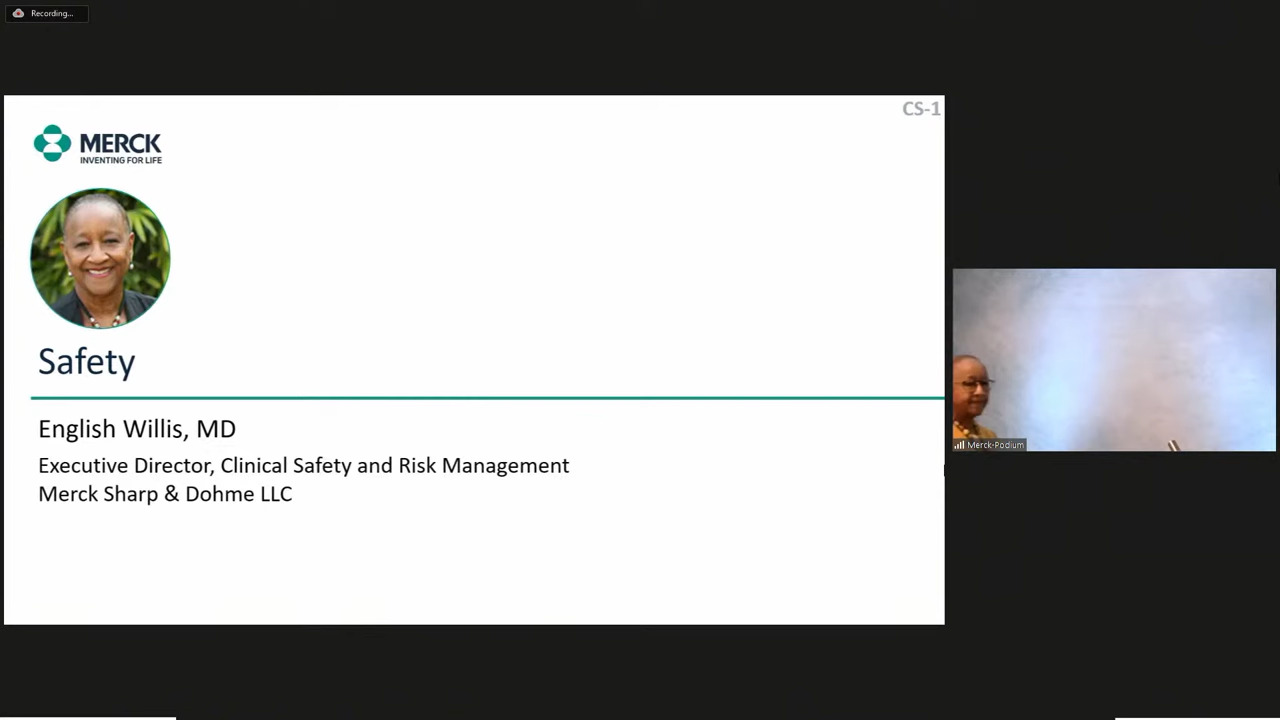 Recording...
CS-1
MERCK
INVENTING FOR LIFE
Safety
English Willis, MD
Executive Director, Clinical Safety and Risk Management
Merck Sharp & Dohme LLC
Merck-Podium